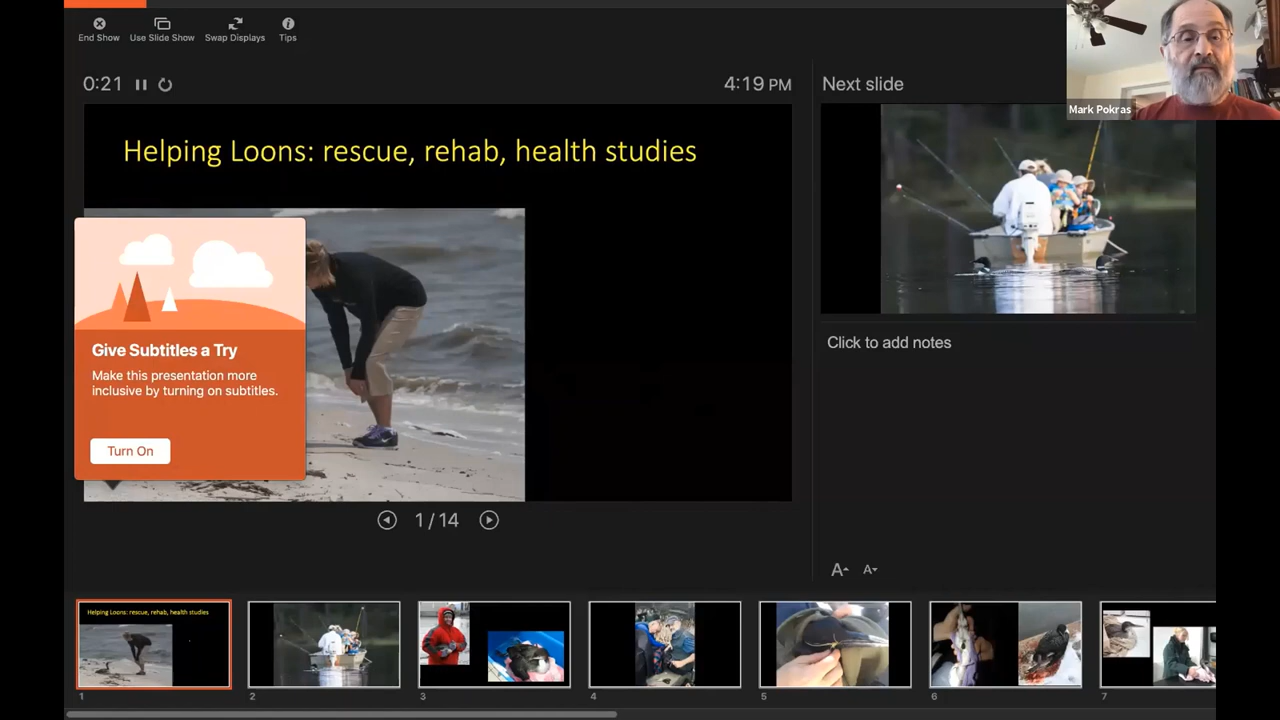 End Show
Use Slide Show
Swap Displays
Tips
Mark Pokras
0:21
4:19 PM
Next slide
Helping Loons: rescue, rehab, health studies
Give Subtitles a Try
Make this presentation more
inclusive by turning on subtitles.
Turn On
Click to add notes
1 / 14
A
A
Helping Loons: rescue, rehab, health studies
1
2
3
4
5
6
7